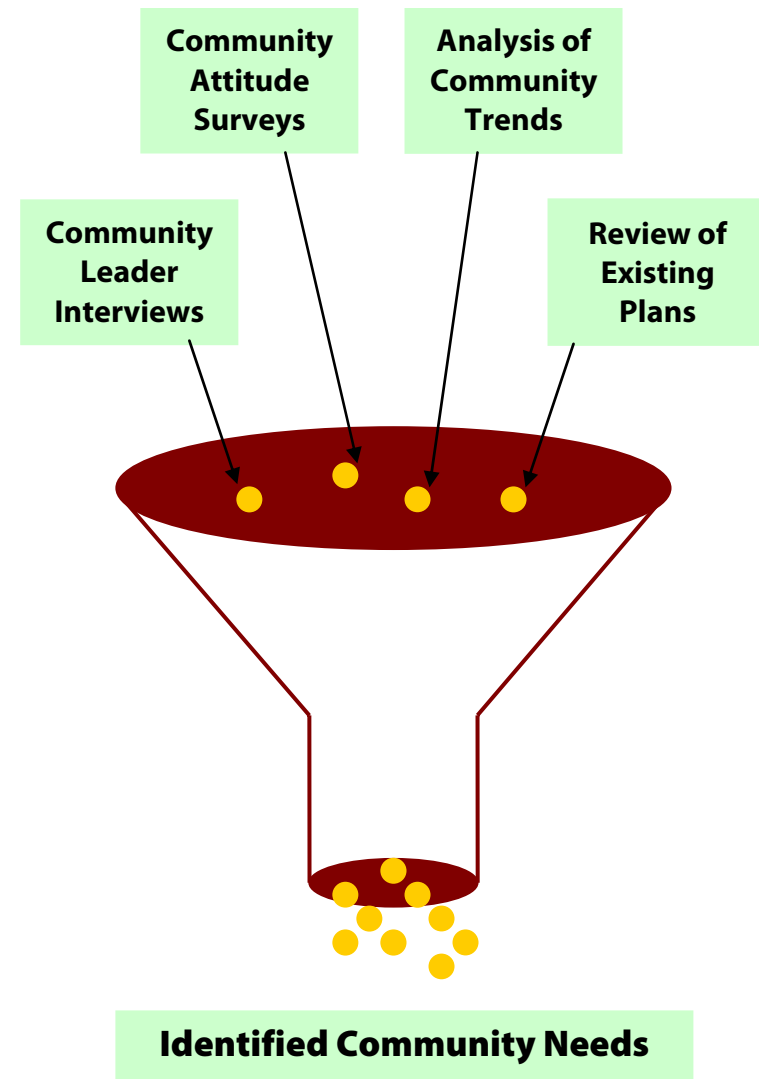 Community
Attitude
Surveys
Analysis of
Community
Trends
Community
Leader
Interviews
Review of
Existing
Plans
Identified Community Needs